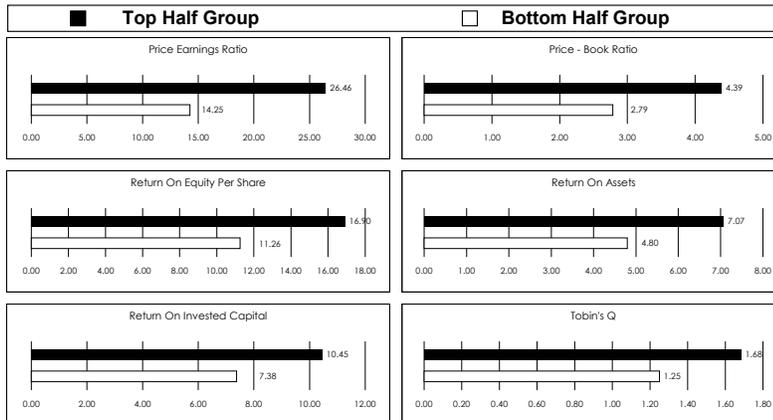 Top Half Group Bottom Half Group
Price Earnings Ratio
26.46
14.25
0.00 5.00 10.00 15.00 20.00 25.00 30.00
Price - Book Ratio
4.39
2.79
0.00 1.00 2.00 3.00 4.00 5.00
Return On Equity Per Share
16.90
11.26
0.00 2.00 4.00 6.00 8.00 10.00 12.00 14.00 16.00 18.00
Return On Assets
7.07
4.80
0.00 1.00 2.00 3.00 4.00 5.00 6.00 7.00 8.00
Return On Invested Capital
10.45
7.38
0.00 2.00 4.00 6.00 8.00 10.00 12.00
Tobin's Q
1.68
1.25
0.00 0.20 0.40 0.60 0.80 1.00 1.20 1.40 1.60 1.80